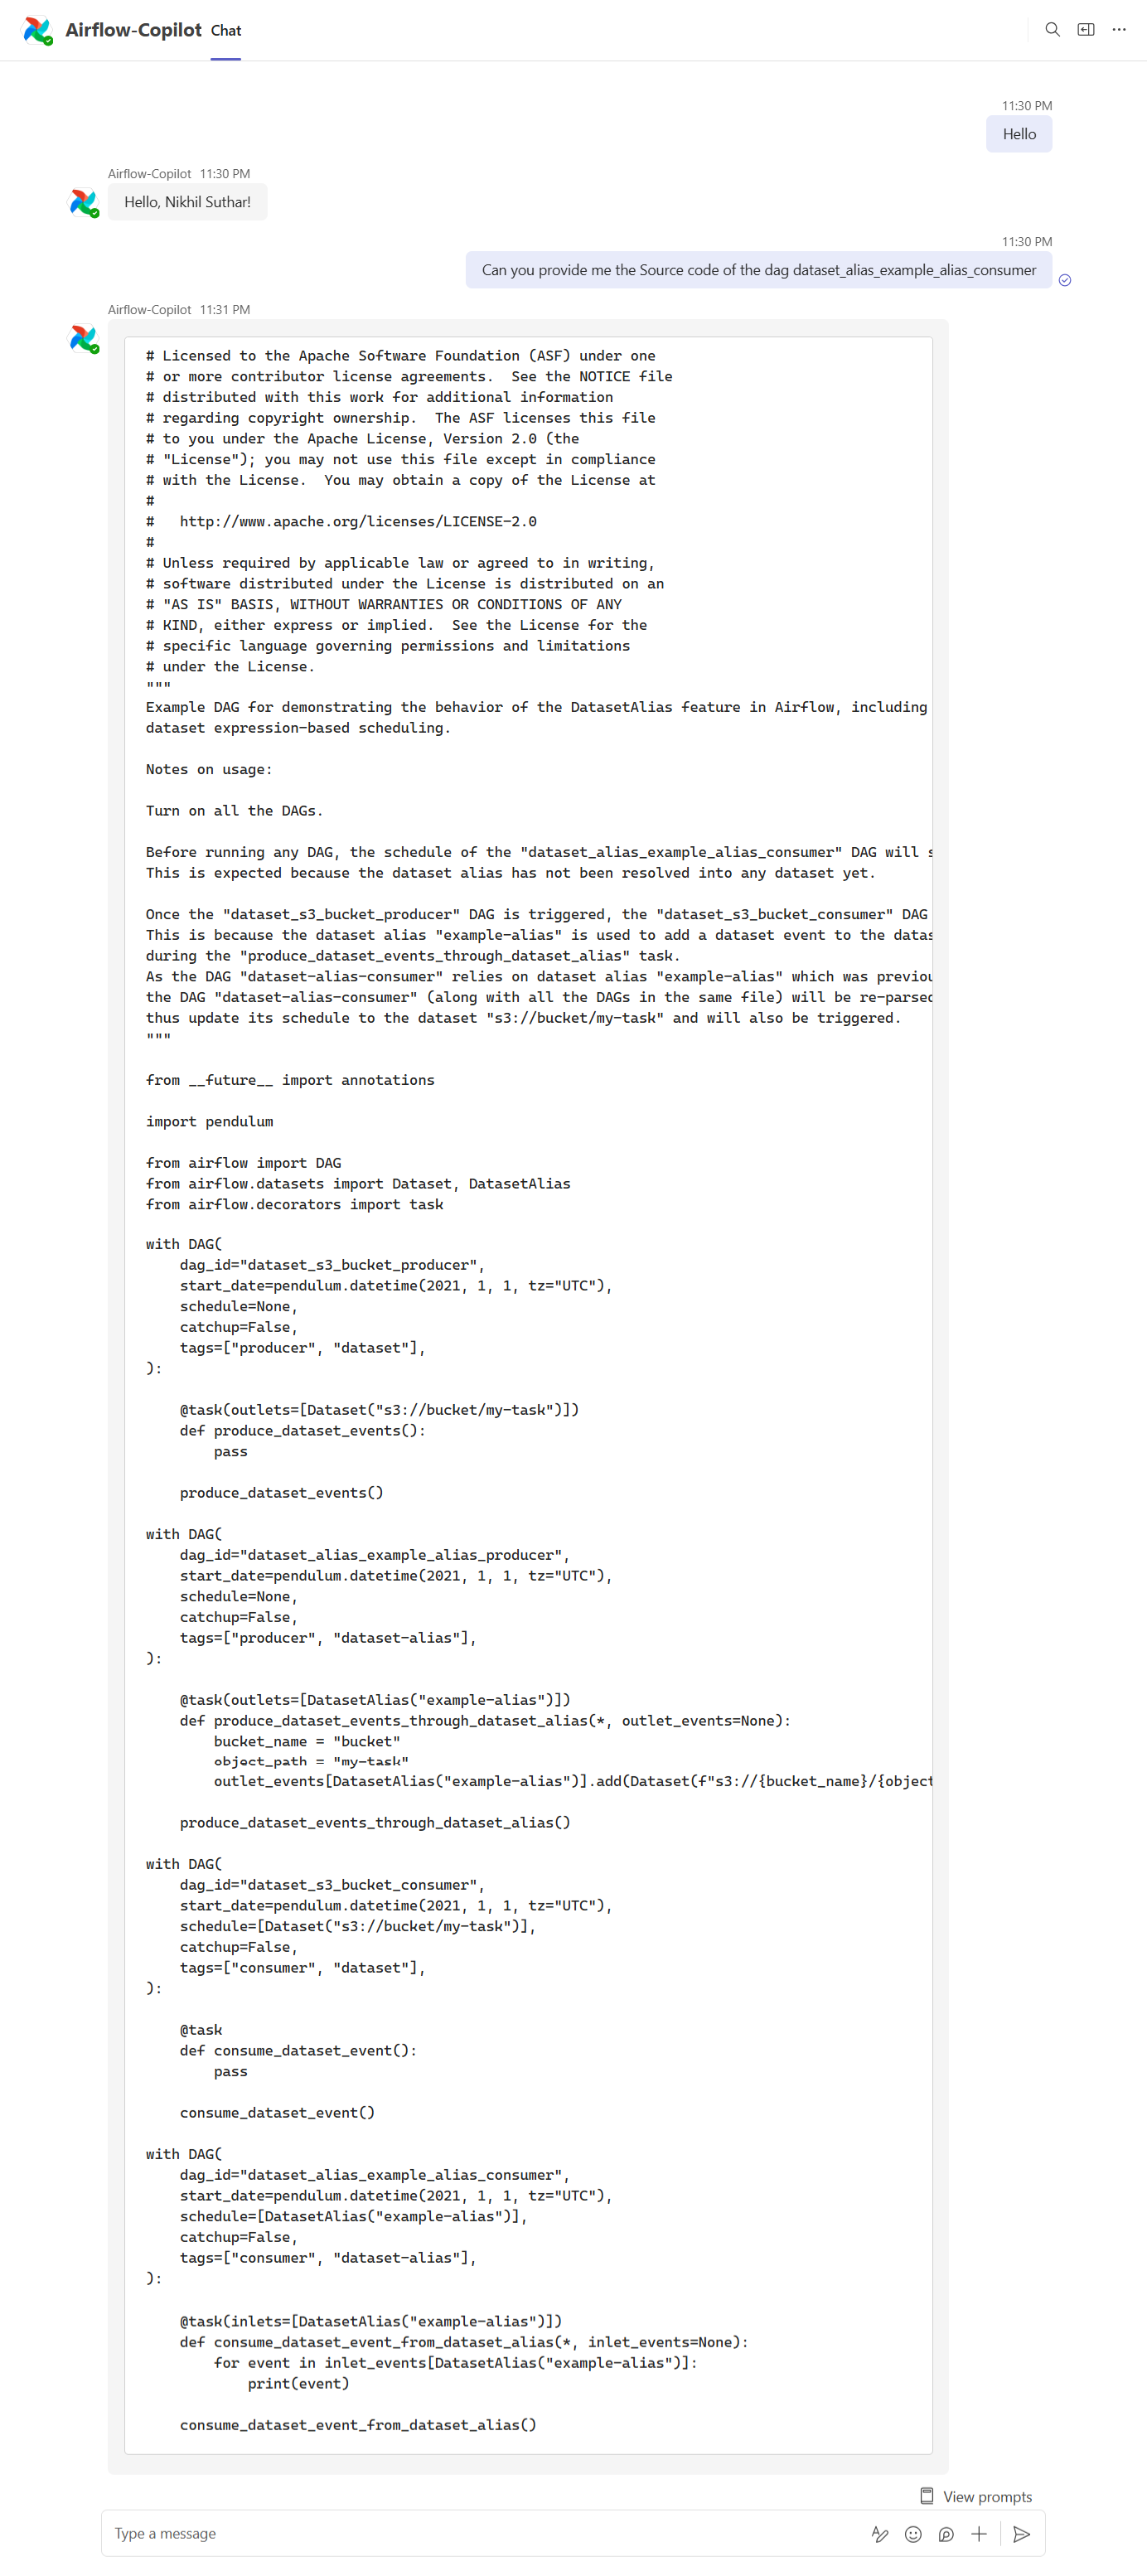 Airflow-Copilot Chat
11:30 PM
Hello
Airflow-Copilot 11:30 PM
Hello, Nikhil Suthar!
11:30 PM
Can you provide me the Source code of the dag dataset_alias_example_alias_consumer
Airflow-Copilot 11:31 PM
# Licensed to the Apache Software Foundation (ASF) under one
# or more contributor license agreements.  See the NOTICE file
# distributed with this work for additional information
# regarding copyright ownership.  The ASF licenses this file
# to you under the Apache License, Version 2.0 (the
# "License"); you may not use this file except in compliance
# with the License.  You may obtain a copy of the License at
#
#   http://www.apache.org/licenses/LICENSE-2.0
#
# Unless required by applicable law or agreed to in writing,
# software distributed under the License is distributed on an
# "AS IS" BASIS, WITHOUT WARRANTIES OR CONDITIONS OF ANY
# KIND, either express or implied.  See the License for the
# specific language governing permissions and limitations
# under the License.
"""
Example DAG for demonstrating the behavior of the DatasetAlias feature in Airflow, including
dataset expression-based scheduling.

Notes on usage:

Turn on all the DAGs.

Before running any DAG, the schedule of the "dataset_alias_example_alias_consumer" DAG will
This is expected because the dataset alias has not been resolved into any dataset yet.

Once the "dataset_s3_bucket_producer" DAG is triggered, the "dataset_s3_bucket_consumer" DAG
This is because the dataset alias "example-alias" is used to add a dataset event to the
during the "produce_dataset_events_through_dataset_alias" task.
As the DAG "dataset-alias-consumer" relies on dataset alias "example-alias" which was
the DAG "dataset-alias-consumer" (along with all the DAGs in the same file) will be re-parsed
thus update its schedule to the dataset "s3://bucket/my-task" and will also be triggered.
"""

from __future__ import annotations

import pendulum

from airflow import DAG
from airflow.datasets import Dataset, DatasetAlias
from airflow.decorators import task

with DAG(
    dag_id="dataset_s3_bucket_producer",
    start_date=pendulum.datetime(2021, 1, 1, tz="UTC"),
    schedule=None,
    catchup=False,
    tags=["producer", "dataset"],
):

    @task(outlets=[Dataset("s3://bucket/my-task")])
    def produce_dataset_events():
        pass

    produce_dataset_events()

with DAG(
    dag_id="dataset_alias_example_alias_producer",
    start_date=pendulum.datetime(2021, 1, 1, tz="UTC"),
    schedule=None,
    catchup=False,
    tags=["producer", "dataset-alias"],
):

    @task(outlets=[DatasetAlias("example-alias")])
    def produce_dataset_events_through_dataset_alias(*, outlet_events=None):
        bucket_name = "bucket"
        object_path = "my-task"
        outlet_events[DatasetAlias("example-alias")].add(Dataset(f"s3://{bucket_name}/{object

    produce_dataset_events_through_dataset_alias()

with DAG(
    dag_id="dataset_s3_bucket_consumer",
    start_date=pendulum.datetime(2021, 1, 1, tz="UTC"),
    schedule=[Dataset("s3://bucket/my-task")],
    catchup=False,
    tags=["consumer", "dataset"],
):

    @task
    def consume_dataset_event():
        pass

    consume_dataset_event()

with DAG(
    dag_id="dataset_alias_example_alias_consumer",
    start_date=pendulum.datetime(2021, 1, 1, tz="UTC"),
    schedule=[DatasetAlias("example-alias")],
    catchup=False,
    tags=["consumer", "dataset-alias"],
):

    @task(inlets=[DatasetAlias("example-alias")])
    def consume_dataset_event_from_dataset_alias(*, inlet_events=None):
        for event in inlet_events[DatasetAlias("example-alias")]:
            print(event)

    consume_dataset_event_from_dataset_alias()
View prompts
Type a message